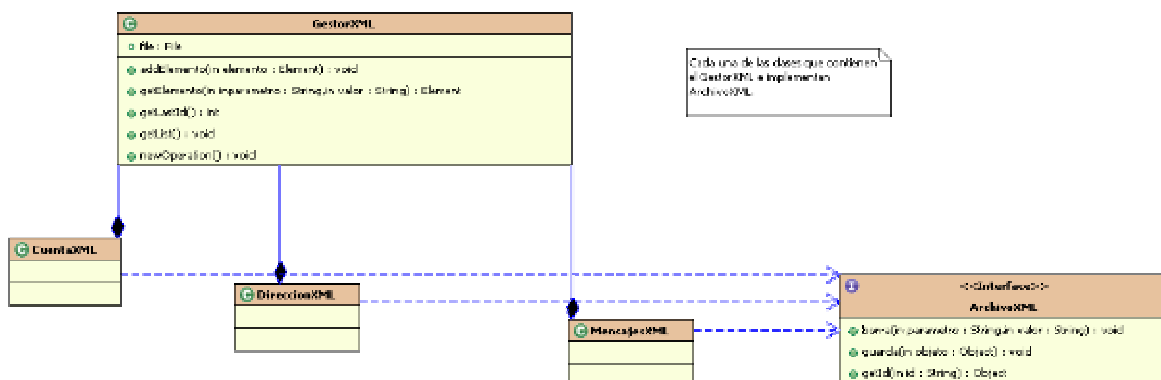 GestorXML
file : File
addElemento(in elemento : Element) : void
getElemento(in inparametro : String,in valor : String) : Element
getLastId() : int
getList() : void
newOperation() : void
Cada una de las clases que contienen
el GestorXML e implementan
ArchivoXML
CuentaXML
DireccionXML
MensajesXML
<<interface>>
ArchivoXML
borra(in parametro : String,in valor : String) : void
guarda(in objeto : Object) : void
getId(in id : String) : Object